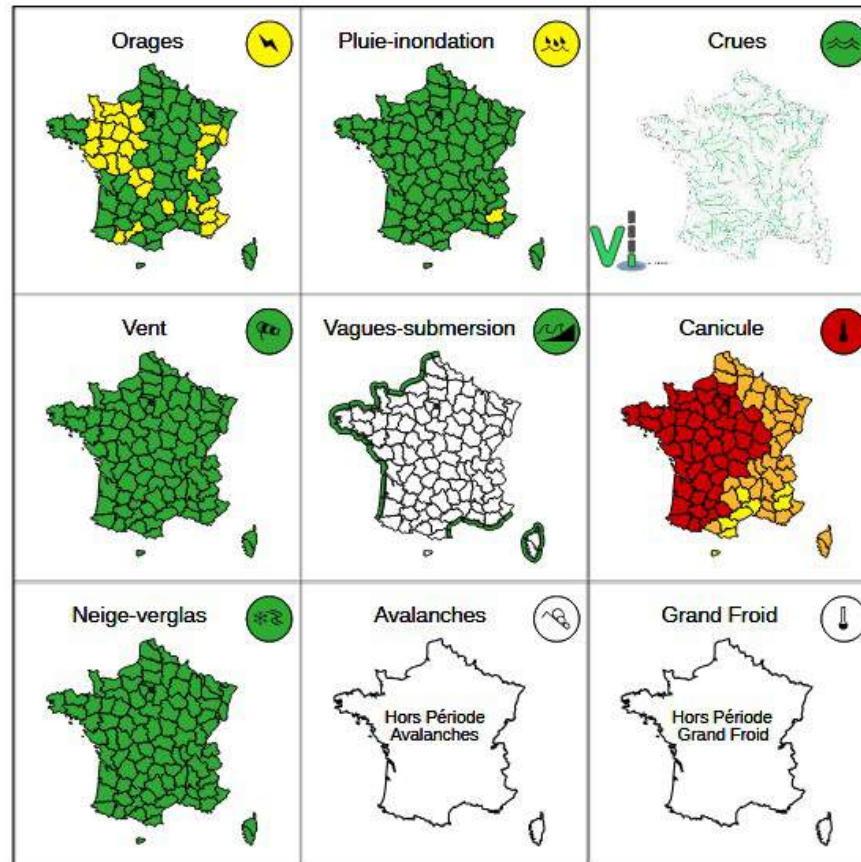 Orages
Pluie-inondation
Crues
Vent
Vagues-submersion
Canicule
Neige-verglas
Avalanches
Hors Période
Avalanches
Grand Froid
Hors Période
Grand Froid